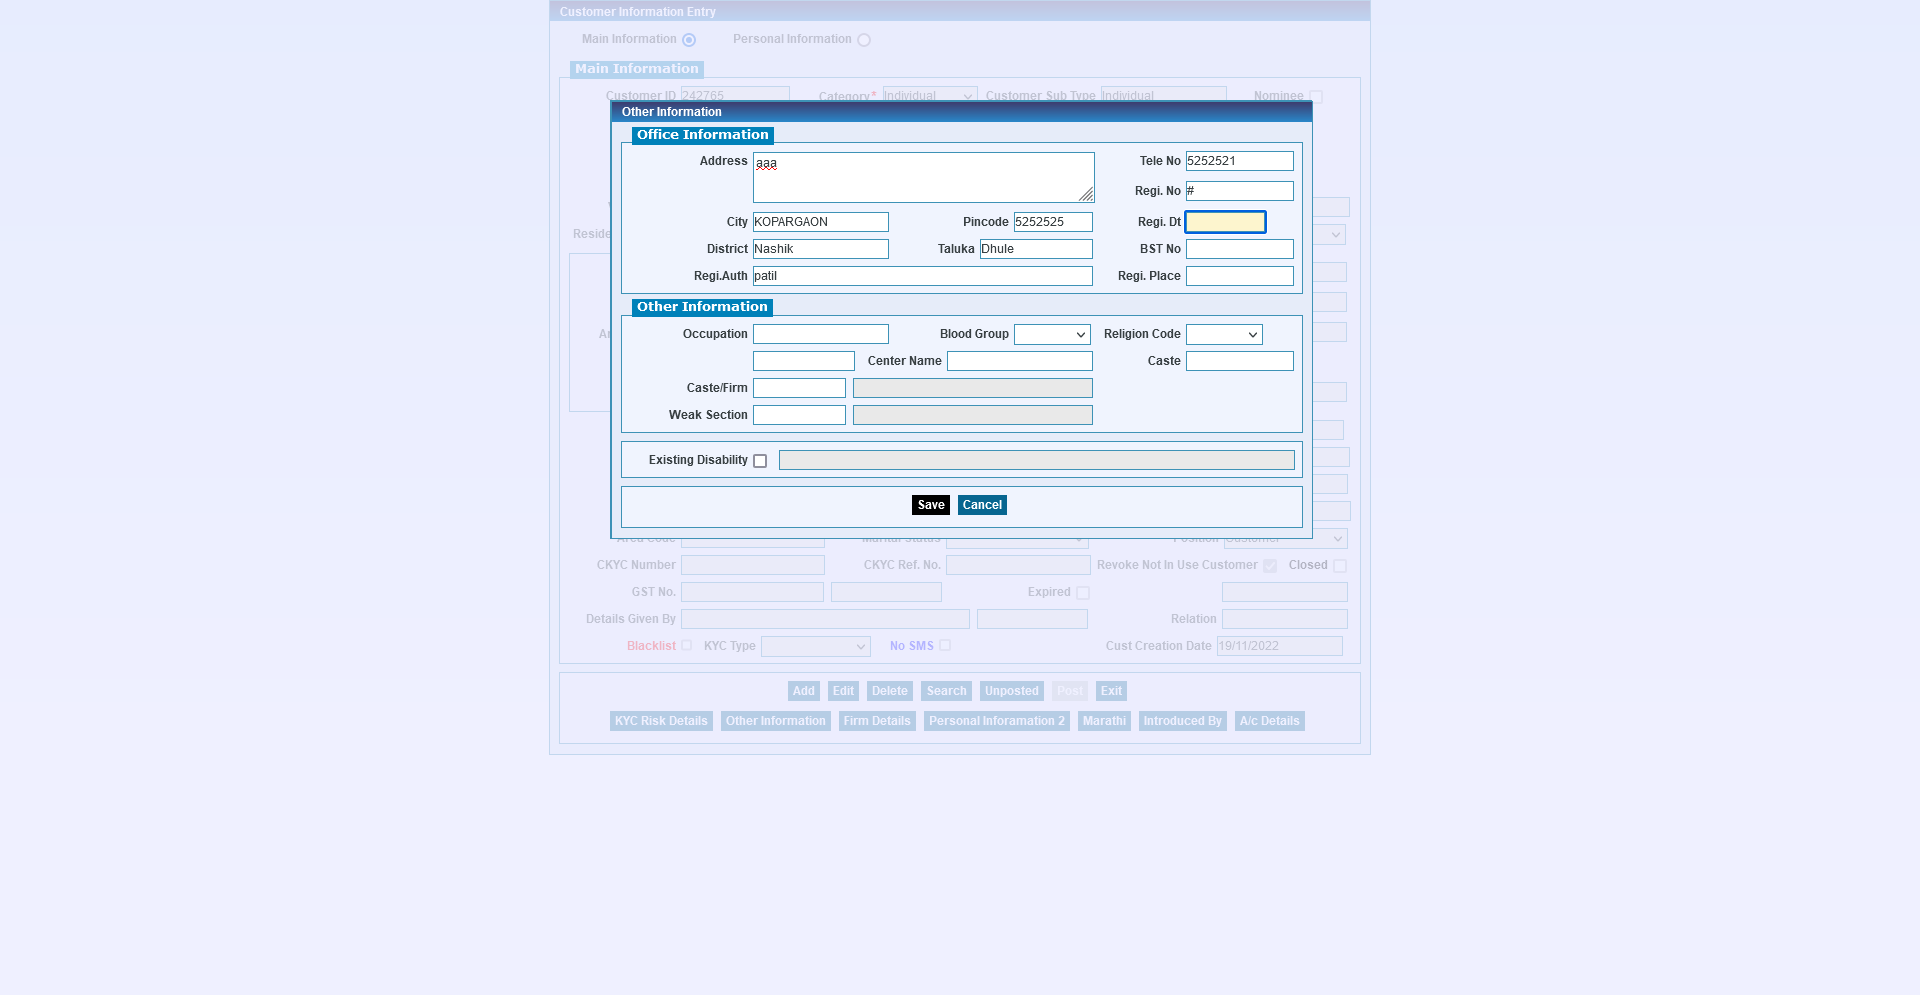 Customer Information Entry
Main Information Personal Information
Main Information
Customer ID 242765 Category* Individual Customer Sub Type Individual Nominee
Other Information
Office Information
Address aaa Tele No 5252521
Regi. No #
City KOPARGAON Pincode 5252525 Regi. Dt
District Nashik Taluka Dhule BST No
Regi.Auth patil Regi. Place
Other Information
Occupation Blood Group Religion Code
Center Name Caste
Caste/Firm
Weak Section
Existing Disability
Save Cancel
Area Code Marital Status Position Customer
CKYC Number CKYC Ref. No. Revoke Not In Use Customer Closed
GST No. Expired
Details Given By Relation
Blacklist KYC Type No SMS Cust Creation Date 19/11/2022
Add Edit Delete Search Unposted Post Exit
KYC Risk Details Other Information Firm Details Personal Inforamation 2 Marathi Introduced By A/c Details